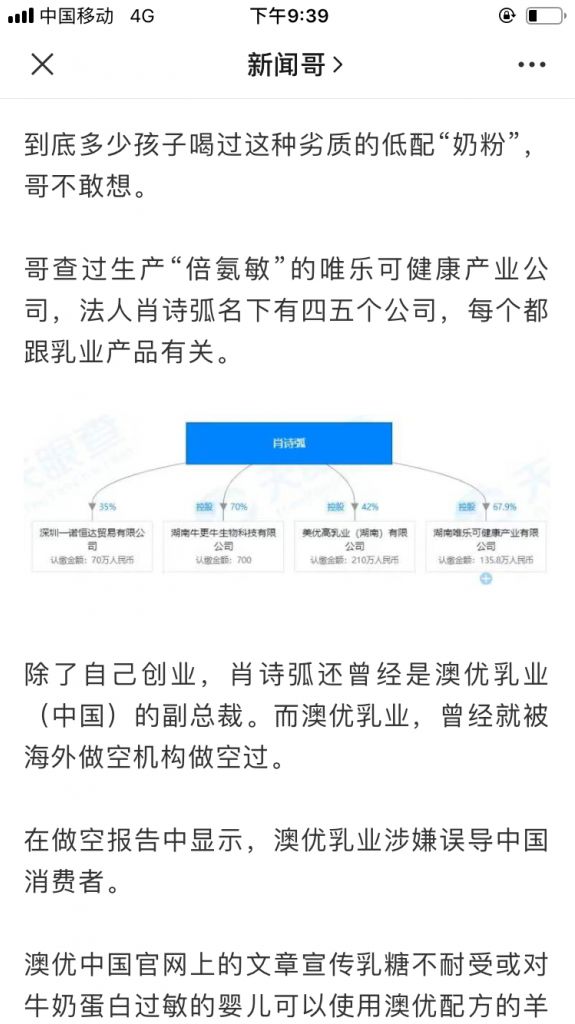 中国移动 4G 下午9:39
新闻哥
到底多少孩子喝过这种劣质的低配“奶粉”，
哥不敢想。
哥查过生产“倍氨敏”的唯乐可健康产业公
司，法人肖诗弧名下有四五个公司，每个都
跟乳业产品有关。
天眼查
肖诗弧
35% 控股 70% 控股 42% 控股 67.9%
深圳一诺恒达贸易有限公 湖南牛更牛生物科技有限 美优高乳业（湖南）有限 湖南唯乐可健康产业有限
司 公司 公司 公司
认缴金额：70万人民币 认缴金额：700 认缴金额：210万人民币 认缴金额：135.8万人民币
除了自己创业，肖诗弧还曾经是澳优乳业
（中国）的副总裁。而澳优乳业，曾经就被
海外做空机构做空过。
在做空报告中显示，澳优乳业涉嫌误导中国
消费者。
澳优中国官网上的文章宣传乳糖不耐受或对
牛奶蛋白过敏的婴儿可以使用澳优配方的羊